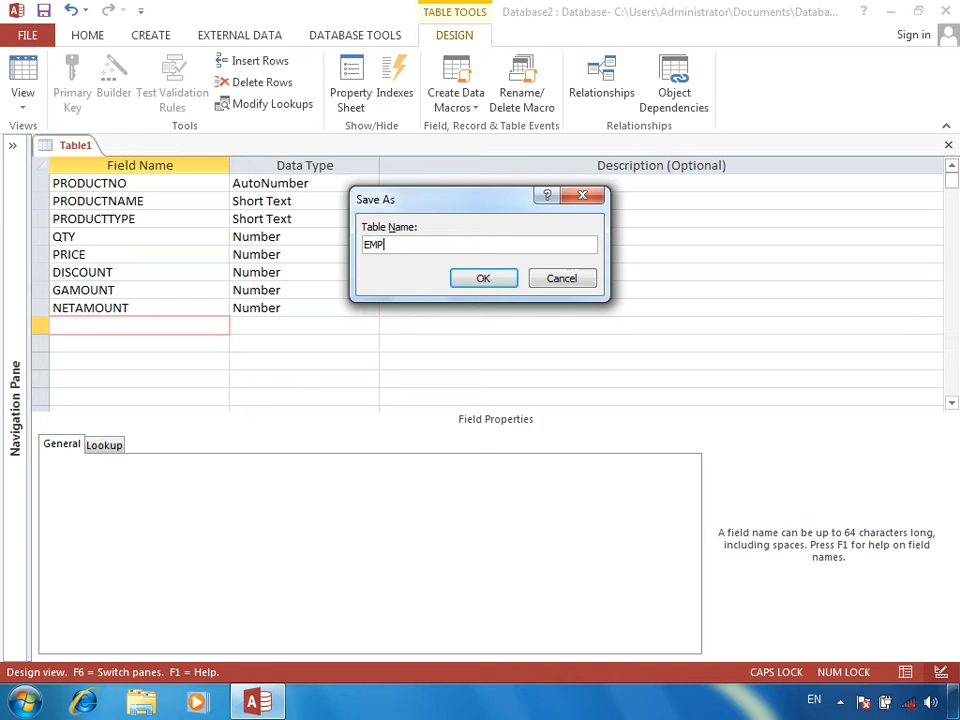 TABLE TOOLS
Database2 : Database- C:\Users\Administrator\Documents\Databa...
?
FILE
HOME
CREATE
EXTERNAL DATA
DATABASE TOOLS
DESIGN
Sign in
View
Primary Key
Builder
Test Validation Rules
Insert Rows
Delete Rows
Modify Lookups
Property Sheet
Indexes
Create Data Macros
Rename/ Delete Macro
Relationships
Object Dependencies
Views
Tools
Show/Hide
Field, Record & Table Events
Relationships
Table1
Field Name
Data Type
Description (Optional)
PRODUCTNO AutoNumber
PRODUCTNAME Short Text
PRODUCTTYPE Short Text
QTY Number
PRICE Number
DISCOUNT Number
GAMOUNT Number
NETAMOUNT Number
Save As
?
Table Name:
EMP
OK
Cancel
Navigation Pane
Field Properties
General
Lookup
A field name can be up to 64 characters long,
including spaces. Press F1 for help on field
names.
Design view. F6 = Switch panes. F1 = Help.
CAPS LOCK
NUM LOCK
EN